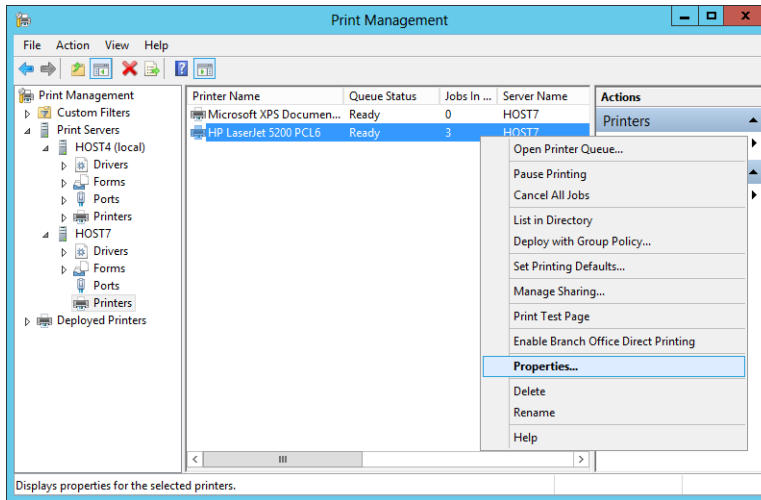 Print Management
File Action View Help
Print Management
Custom Filters
Print Servers
HOST4 (local)
Drivers
Forms
Ports
Printers
HOST7
Drivers
Forms
Ports
Printers
Deployed Printers
Printer Name Queue Status Jobs In ... Server Name
Microsoft XPS Documen... Ready 0 HOST7
HP LaserJet 5200 PCL6 Ready 3 HOST7
Actions
Printers
Open Printer Queue...
Pause Printing
Cancel All Jobs
List in Directory
Deploy with Group Policy...
Set Printing Defaults...
Manage Sharing...
Print Test Page
Enable Branch Office Direct Printing
Properties...
Delete
Rename
Help
Displays properties for the selected printers.